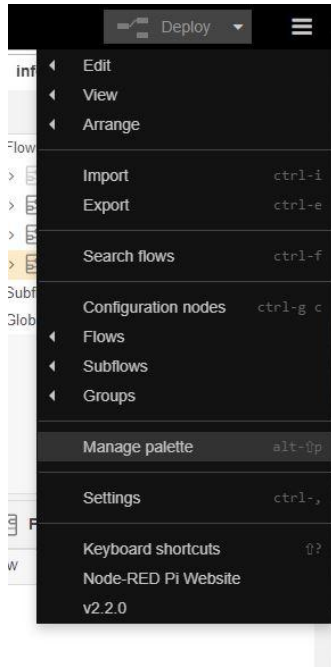 Deploy
inf
Edit
View
Arrange
Flow
Import ctrl-i
Export ctrl-e
Search flows ctrl-f
Subf
Configuration nodes ctrl-g c
Glob
Flows
Subflows
Groups
Manage palette alt-⇧p
Settings ctrl-,
F
Keyboard shortcuts ⇧?
w
Node-RED Pi Website
v2.2.0